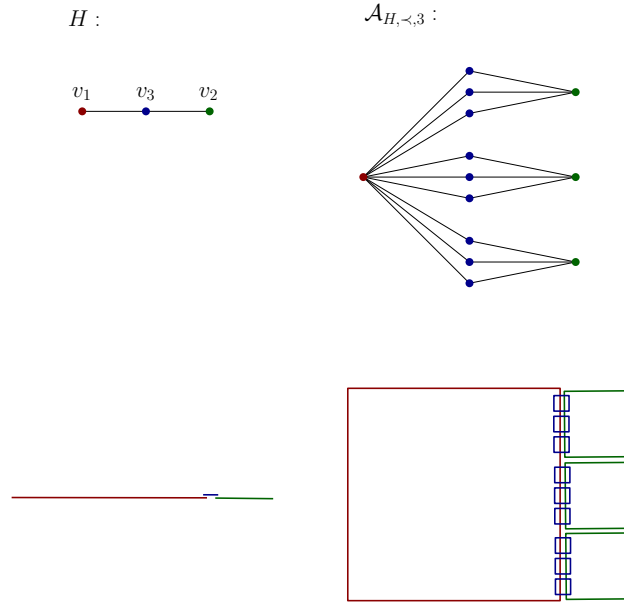 H :
𝒜_{H,≺,3} :
v₁ v₃ v₂